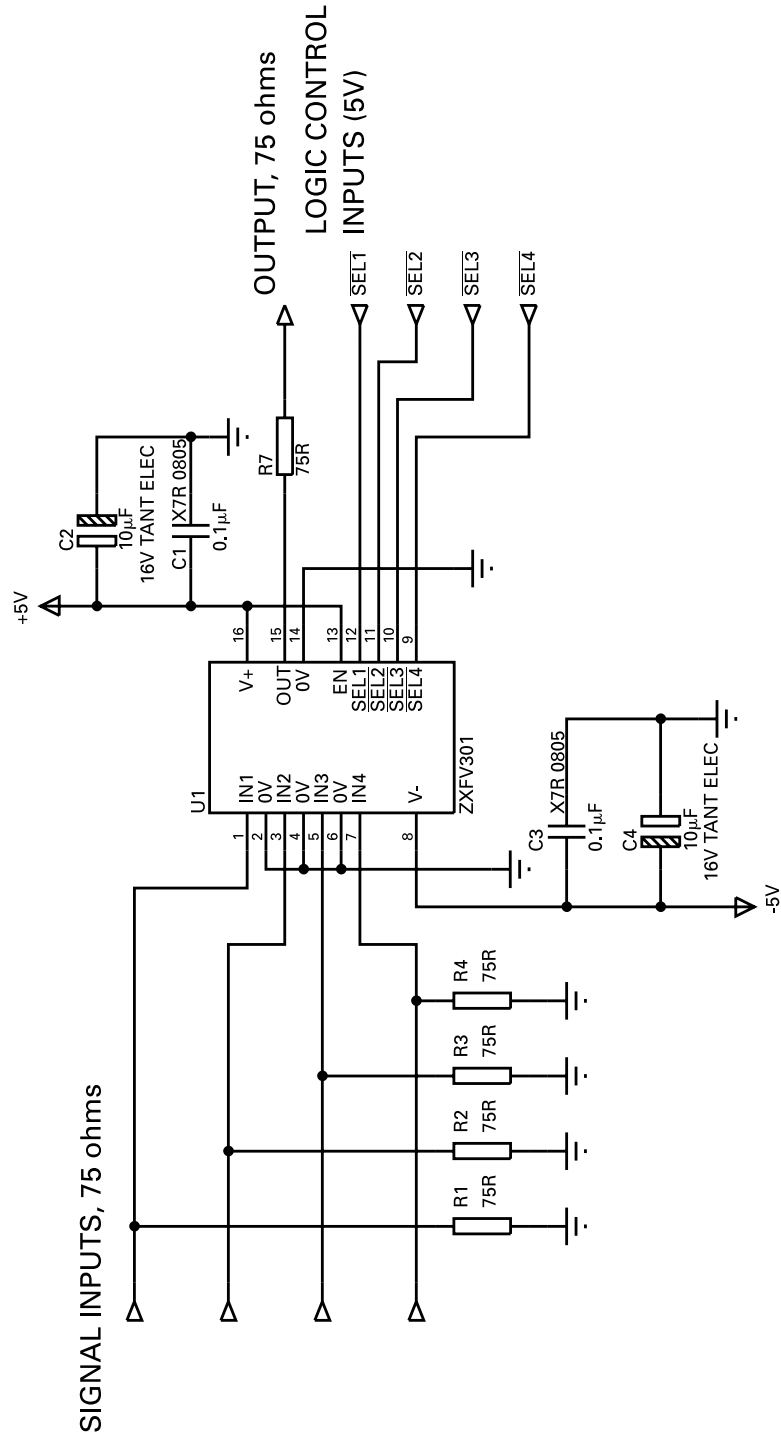 SIGNAL INPUTS, 75 ohms
R1
75R
R2
75R
R3
75R
R4
75R
U1
1
IN1
2
0V
3
IN2
4
0V
5
IN3
6
0V
7
IN4
8
V-
V+
16
OUT
15
0V
14
EN
13
SEL1
12
SEL2
11
SEL3
10
SEL4
9
ZXFV301
+5V
C2
10µF
16V TANT ELEC
C1
X7R 0805
0.1µF
R7
75R
OUTPUT, 75 ohms
LOGIC CONTROL
INPUTS (5V)
SEL1
SEL2
SEL3
SEL4
C3
X7R 0805
0.1µF
C4
10µF
16V TANT ELEC
-5V